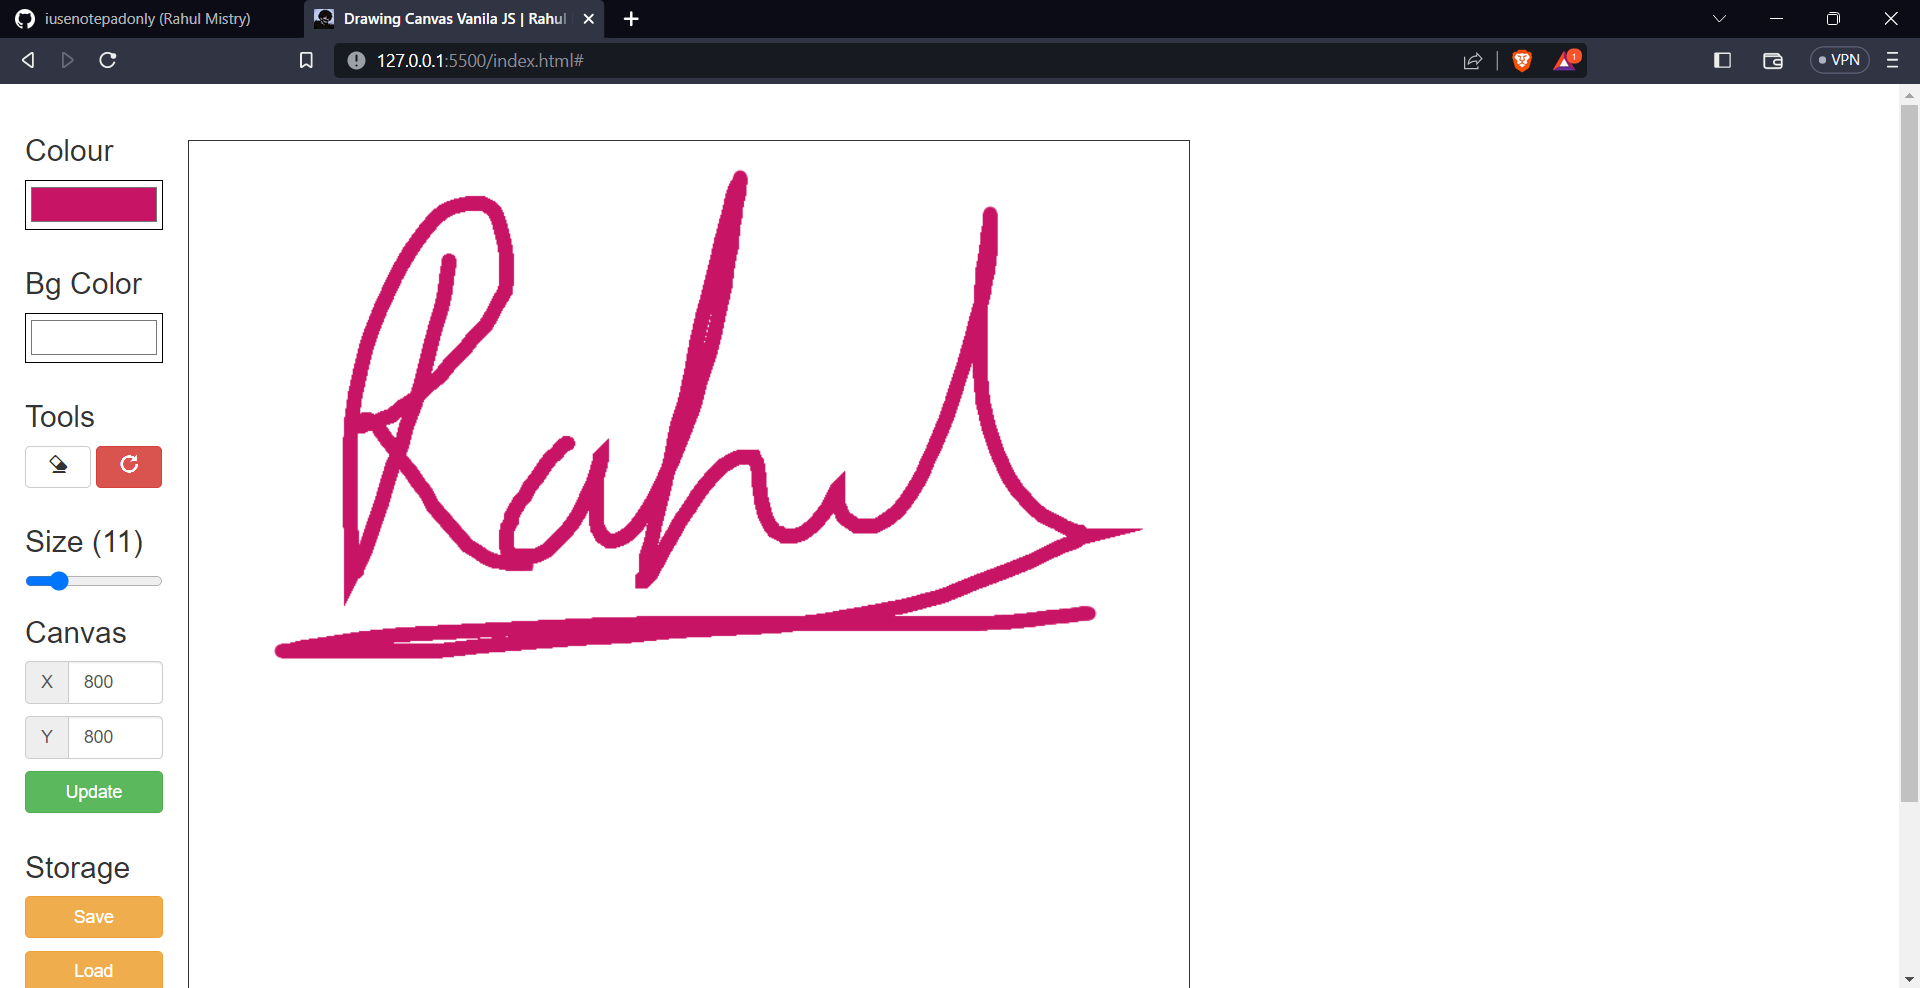 iusenotepadonly (Rahul Mistry)
Drawing Canvas Vanila JS | Rahul
127.0.0.1:5500/index.html#
1
VPN
Colour
Bg Color
Tools
Size (11)
Canvas
X 800
Y 800
Update
Storage
Save
Load
Rahul